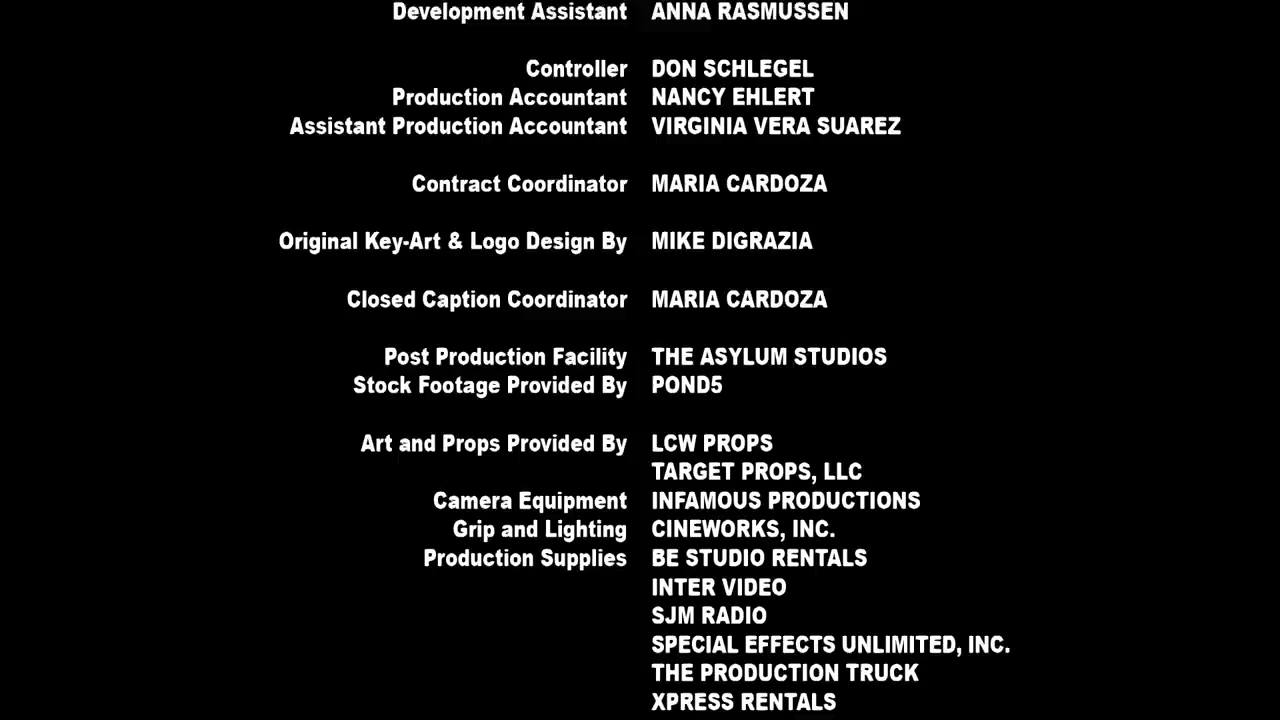 Development Assistant ANNA RASMUSSEN
Controller DON SCHLEGEL
Production Accountant NANCY EHLERT
Assistant Production Accountant VIRGINIA VERA SUAREZ
Contract Coordinator MARIA CARDOZA
Original Key-Art & Logo Design By MIKE DIGRAZIA
Closed Caption Coordinator MARIA CARDOZA
Post Production Facility THE ASYLUM STUDIOS
Stock Footage Provided By POND5
Art and Props Provided By LCW PROPS
TARGET PROPS, LLC
Camera Equipment INFAMOUS PRODUCTIONS
Grip and Lighting CINEWORKS, INC.
Production Supplies BE STUDIO RENTALS
INTER VIDEO
SJM RADIO
SPECIAL EFFECTS UNLIMITED, INC.
THE PRODUCTION TRUCK
XPRESS RENTALS